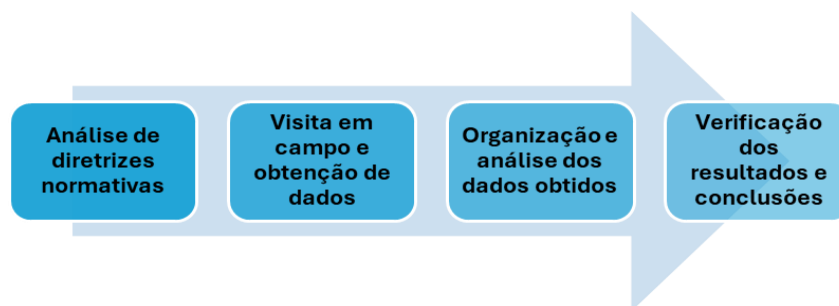 Análise de
diretrizes
normativas
Visita em
campo e
obtenção de
dados
Organização e
análise dos
dados obtidos
Verificação
dos
resultados e
conclusões